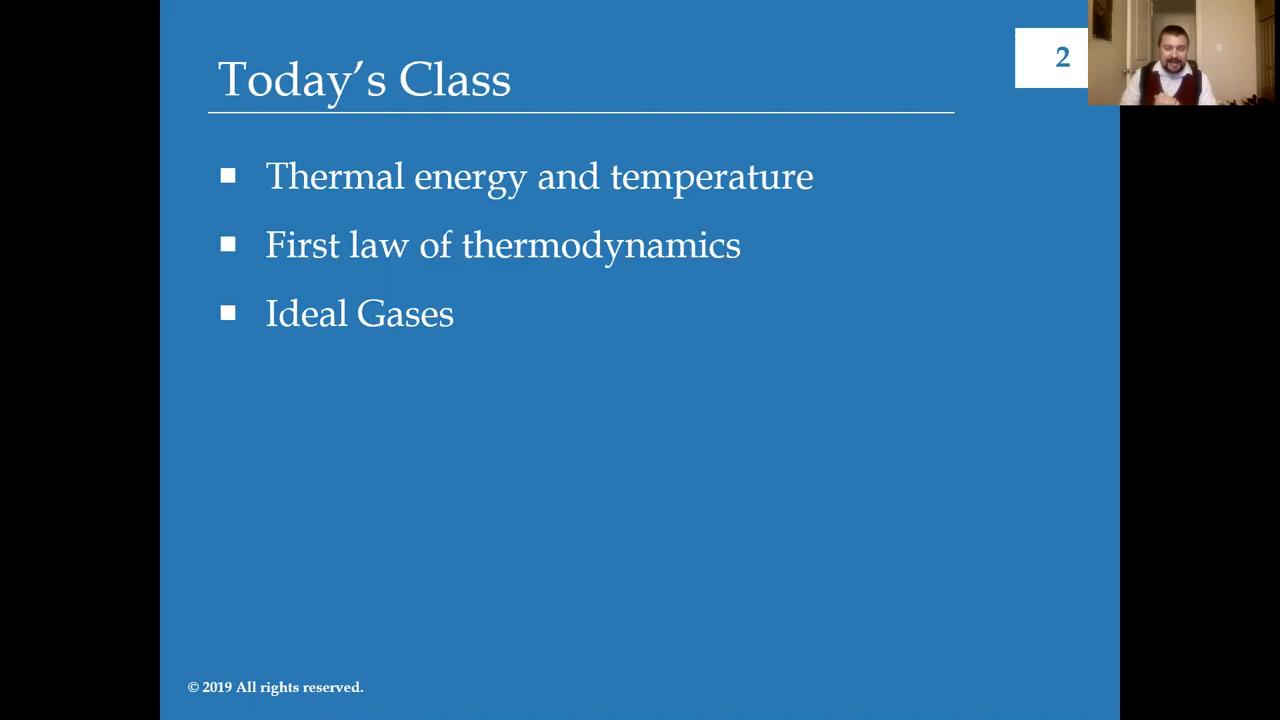 Today’s Class
2
■ Thermal energy and temperature
■ First law of thermodynamics
■ Ideal Gases
© 2019 All rights reserved.